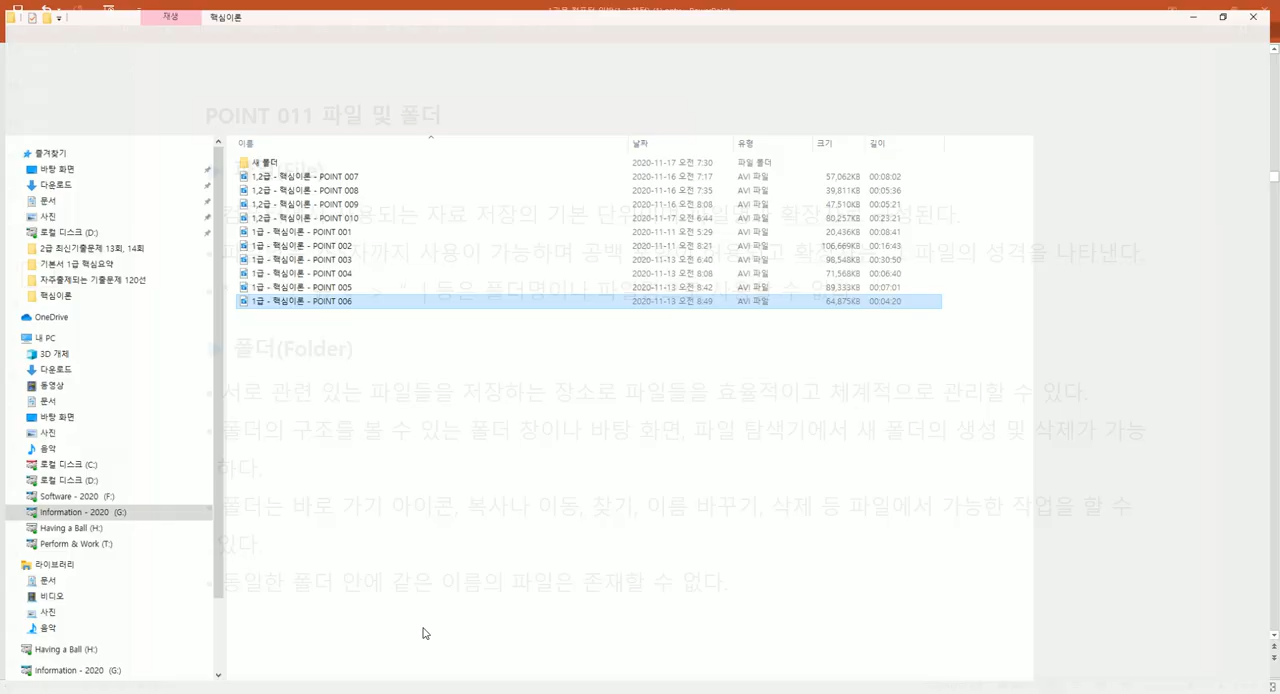 재생 핵심이론
POINT 011 파일 및 폴더
이름 날짜 유형 크기 길이
새 폴더 2020-11-17 오전 7:30 파일 폴더
1,2급 - 핵심이론 - POINT 007 2020-11-16 오전 7:17 AVI 파일 57,062KB 00:08:02
1,2급 - 핵심이론 - POINT 008 2020-11-16 오전 7:35 AVI 파일 39,811KB 00:05:36
1,2급 - 핵심이론 - POINT 009 2020-11-16 오전 8:08 AVI 파일 47,510KB 00:05:21
1,2급 - 핵심이론 - POINT 010 2020-11-17 오전 6:44 AVI 파일 80,257KB 00:23:21
1급 - 핵심이론 - POINT 001 2020-11-11 오전 5:29 AVI 파일 20,436KB 00:08:41
1급 - 핵심이론 - POINT 002 2020-11-11 오전 8:21 AVI 파일 106,669KB 00:16:43
1급 - 핵심이론 - POINT 003 2020-11-13 오전 6:40 AVI 파일 98,548KB 00:30:50
1급 - 핵심이론 - POINT 004 2020-11-13 오전 8:08 AVI 파일 71,568KB 00:06:40
1급 - 핵심이론 - POINT 005 2020-11-13 오전 8:42 AVI 파일 89,333KB 00:07:01
1급 - 핵심이론 - POINT 006 2020-11-13 오전 8:49 AVI 파일 64,875KB 00:04:20
즐겨찾기
바탕 화면
다운로드
문서
사진
로컬 디스크 (D:)
2급 최신기출문제 13회, 14회
기본서 1급 핵심요약
자주출제되는 기출문제 120선
핵심이론
OneDrive
내 PC
3D 개체
다운로드
동영상
문서
바탕 화면
사진
음악
로컬 디스크 (C:)
로컬 디스크 (D:)
Software - 2020 (F:)
Information - 2020 (G:)
Having a Ball (H:)
Perform & Work (T:)
라이브러리
문서
비디오
사진
음악
Having a Ball (H:)
Information - 2020 (G:)
폴더(Folder)
서로 관련 있는 파일들을 저장하는 장소로 파일들을 효율적이고 체계적으로 관리할 수 있다.
폴더의 구조를 볼 수 있는 폴더 창이나 바탕 화면, 파일 탐색기에서 새 폴더의 생성 및 삭제가 가능
하다.
폴더는 바로 가기 아이콘, 복사나 이동, 찾기, 이름 바꾸기, 삭제 등 파일에서 가능한 작업을 할 수
있다.
동일한 폴더 안에 같은 이름의 파일은 존재할 수 없다.